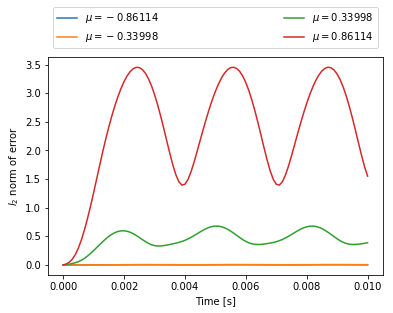 μ = −0.86114
μ = −0.33998
μ = 0.33998
μ = 0.86114
3.5
3.0
2.5
2.0
1.5
1.0
0.5
0.0
l₂ norm of error
0.000
0.002
0.004
0.006
0.008
0.010
Time [s]